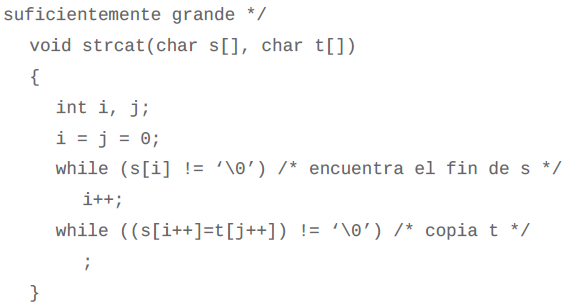 suficientemente grande */
void strcat(char s[], char t[])
{
int i, j;
i = j = 0;
while (s[i] != ‘\0’) /* encuentra el fin de s */
i++;
while ((s[i++]=t[j++]) != ‘\0’) /* copia t */
;
}